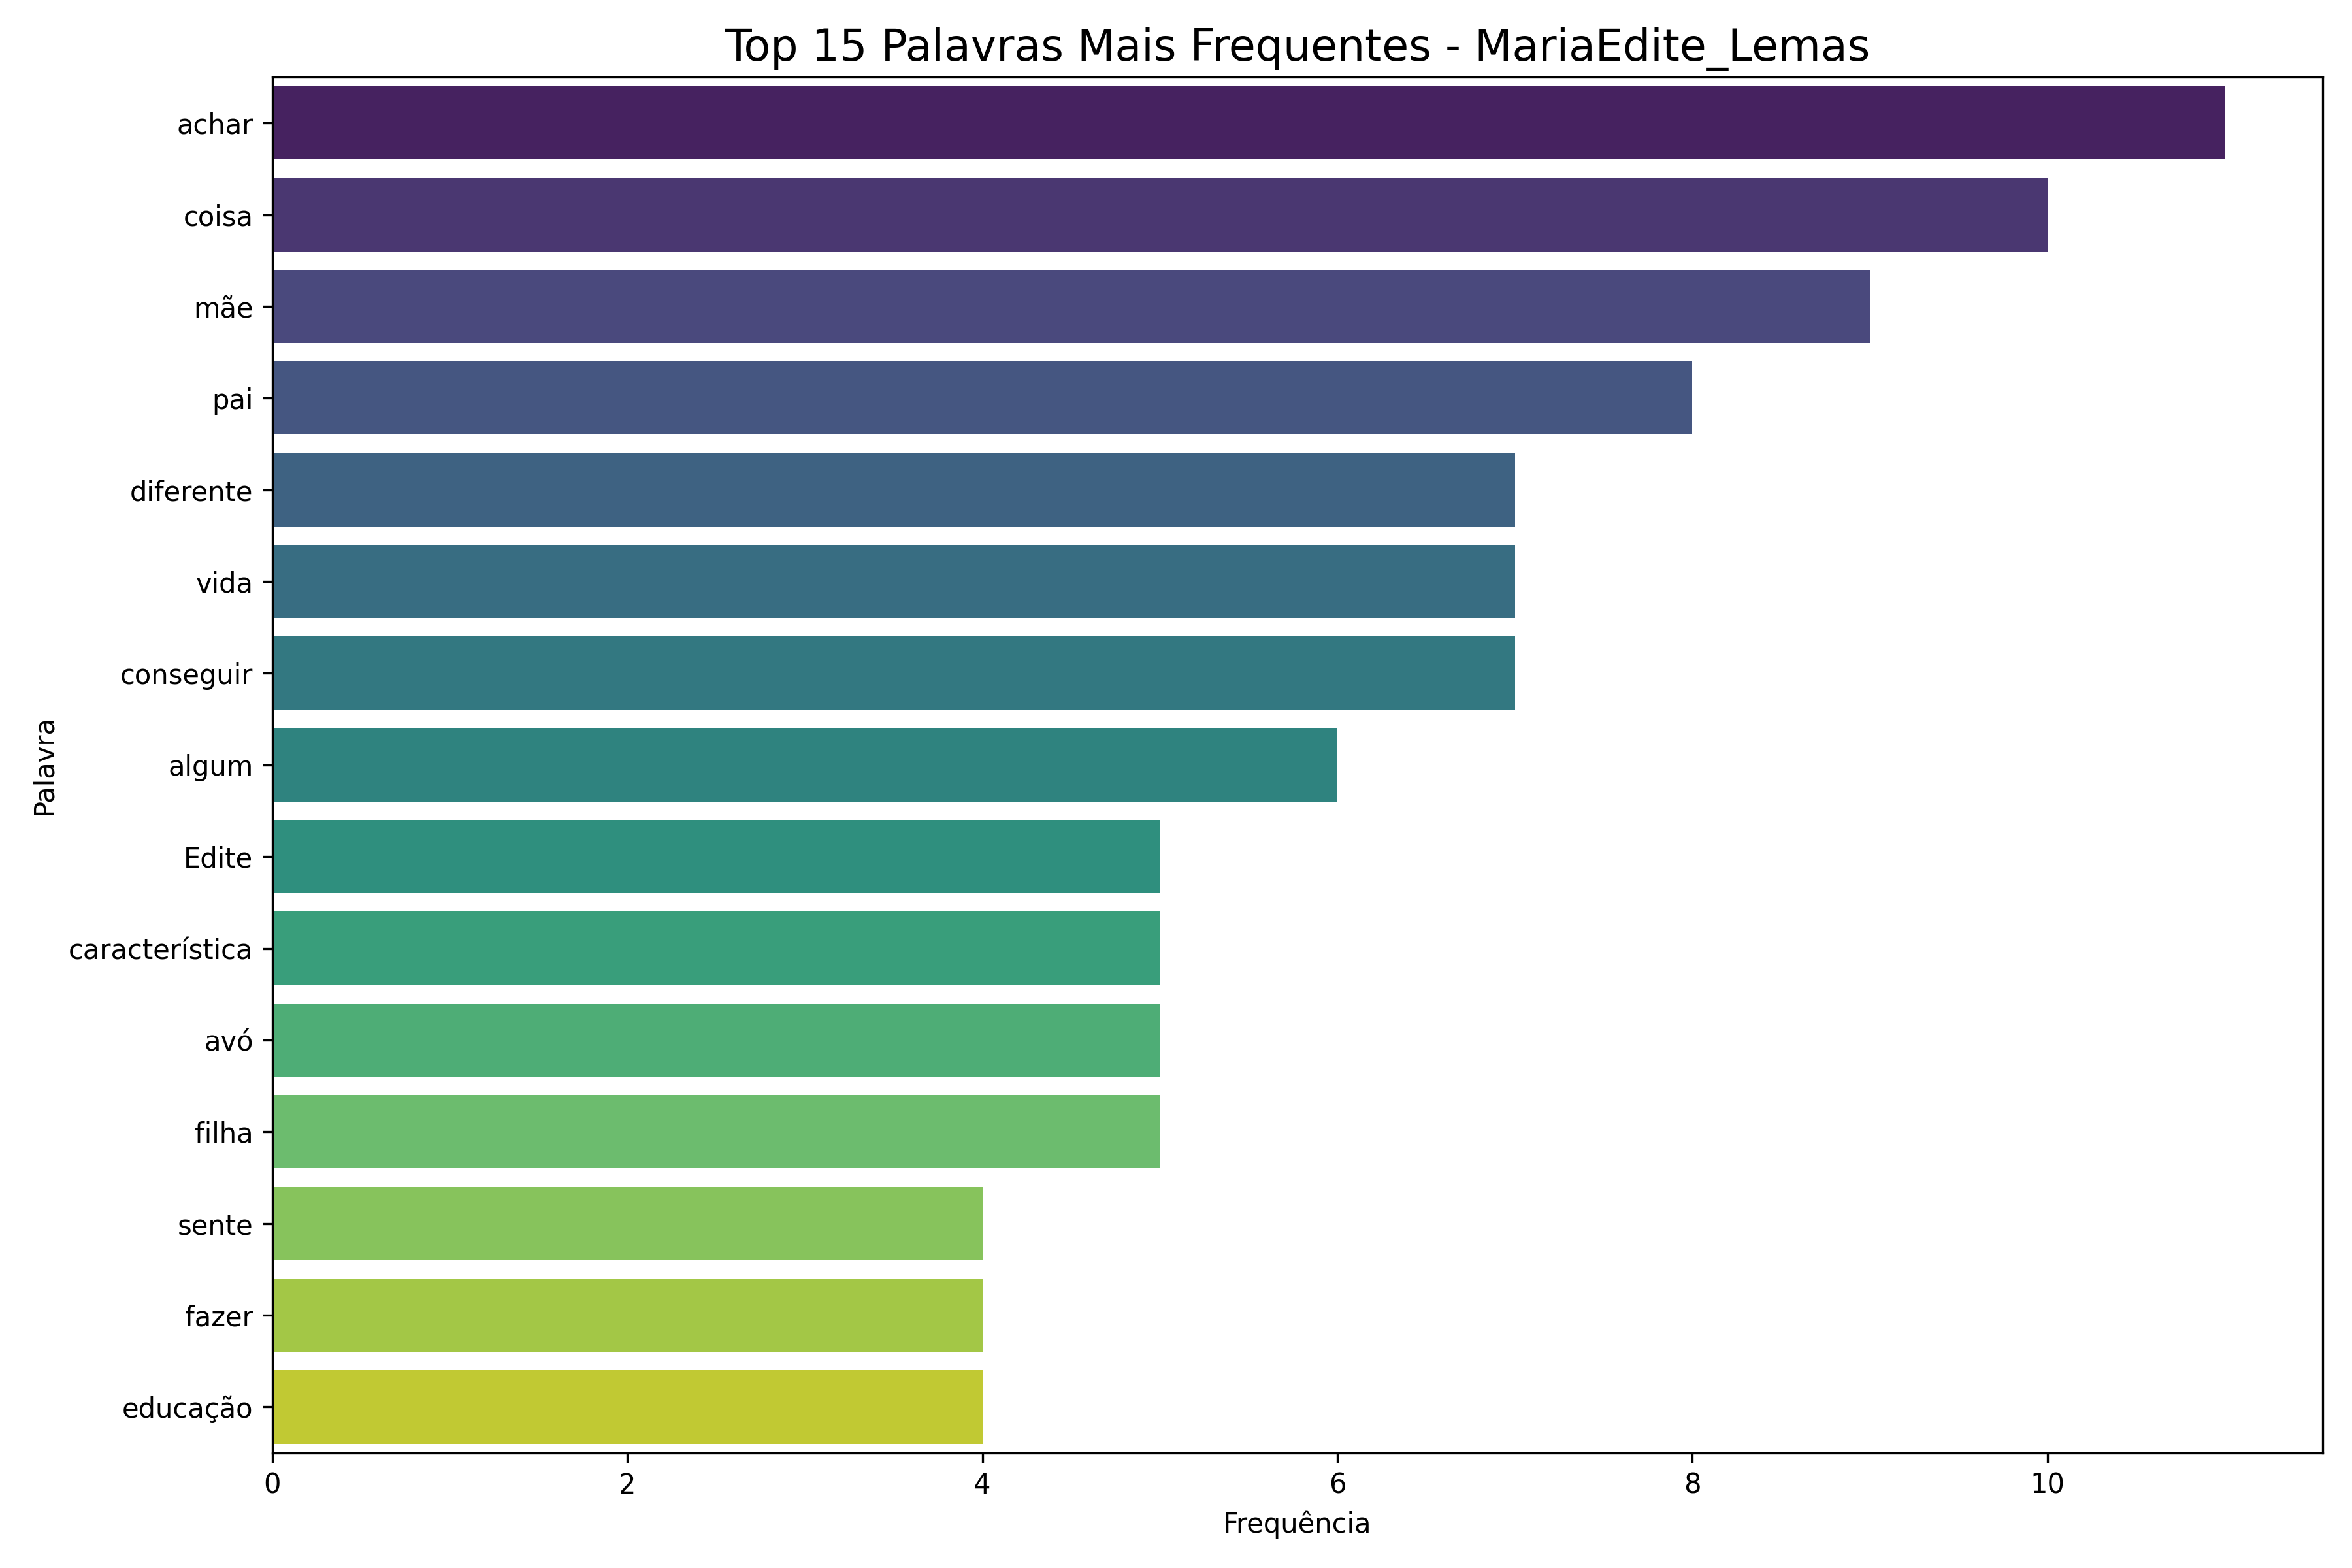 Top 15 Palavras Mais Frequentes - MariaEdite_Lemas
achar
coisa
mãe
pai
diferente
vida
conseguir
algum
Edite
característica
avó
filha
sente
fazer
educação
Palavra
0 2 4 6 8 10
Frequência